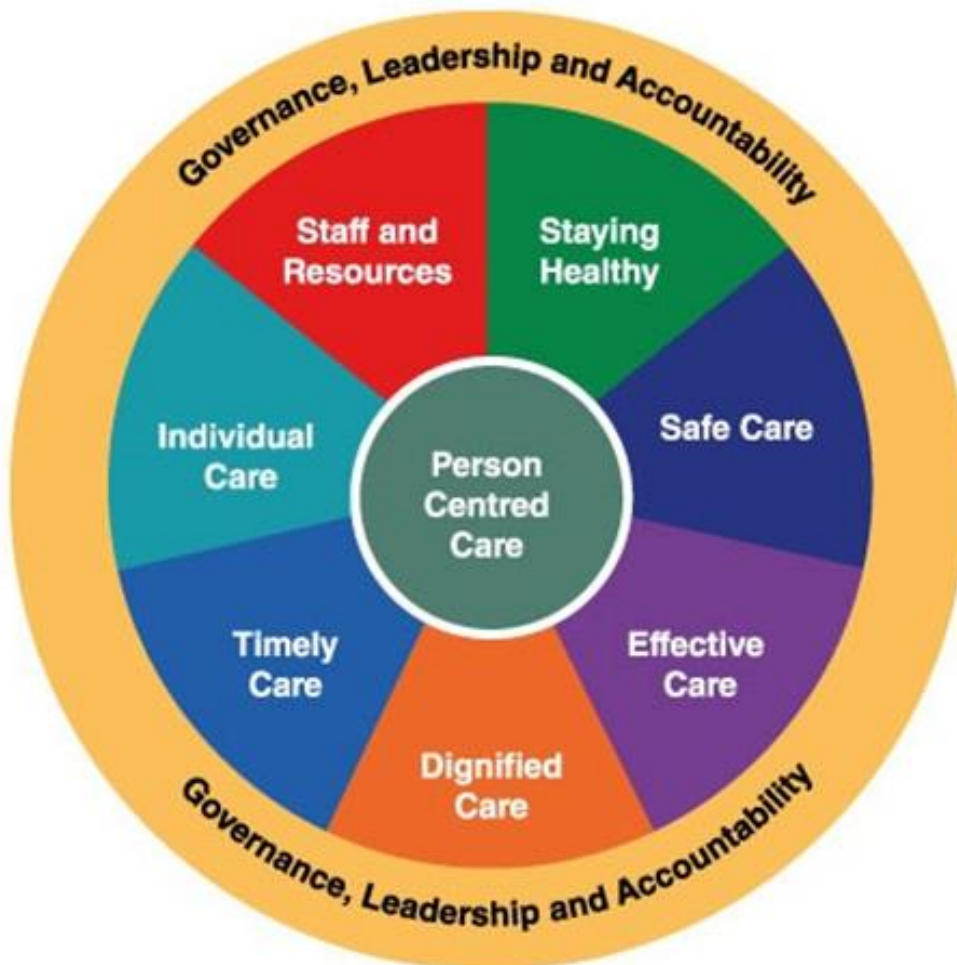 Governance, Leadership and Accountability
Staff and
Resources
Staying
Healthy
Individual
Care
Safe Care
Person
Centred
Care
Timely
Care
Effective
Care
Dignified
Care
Governance, Leadership and Accountability